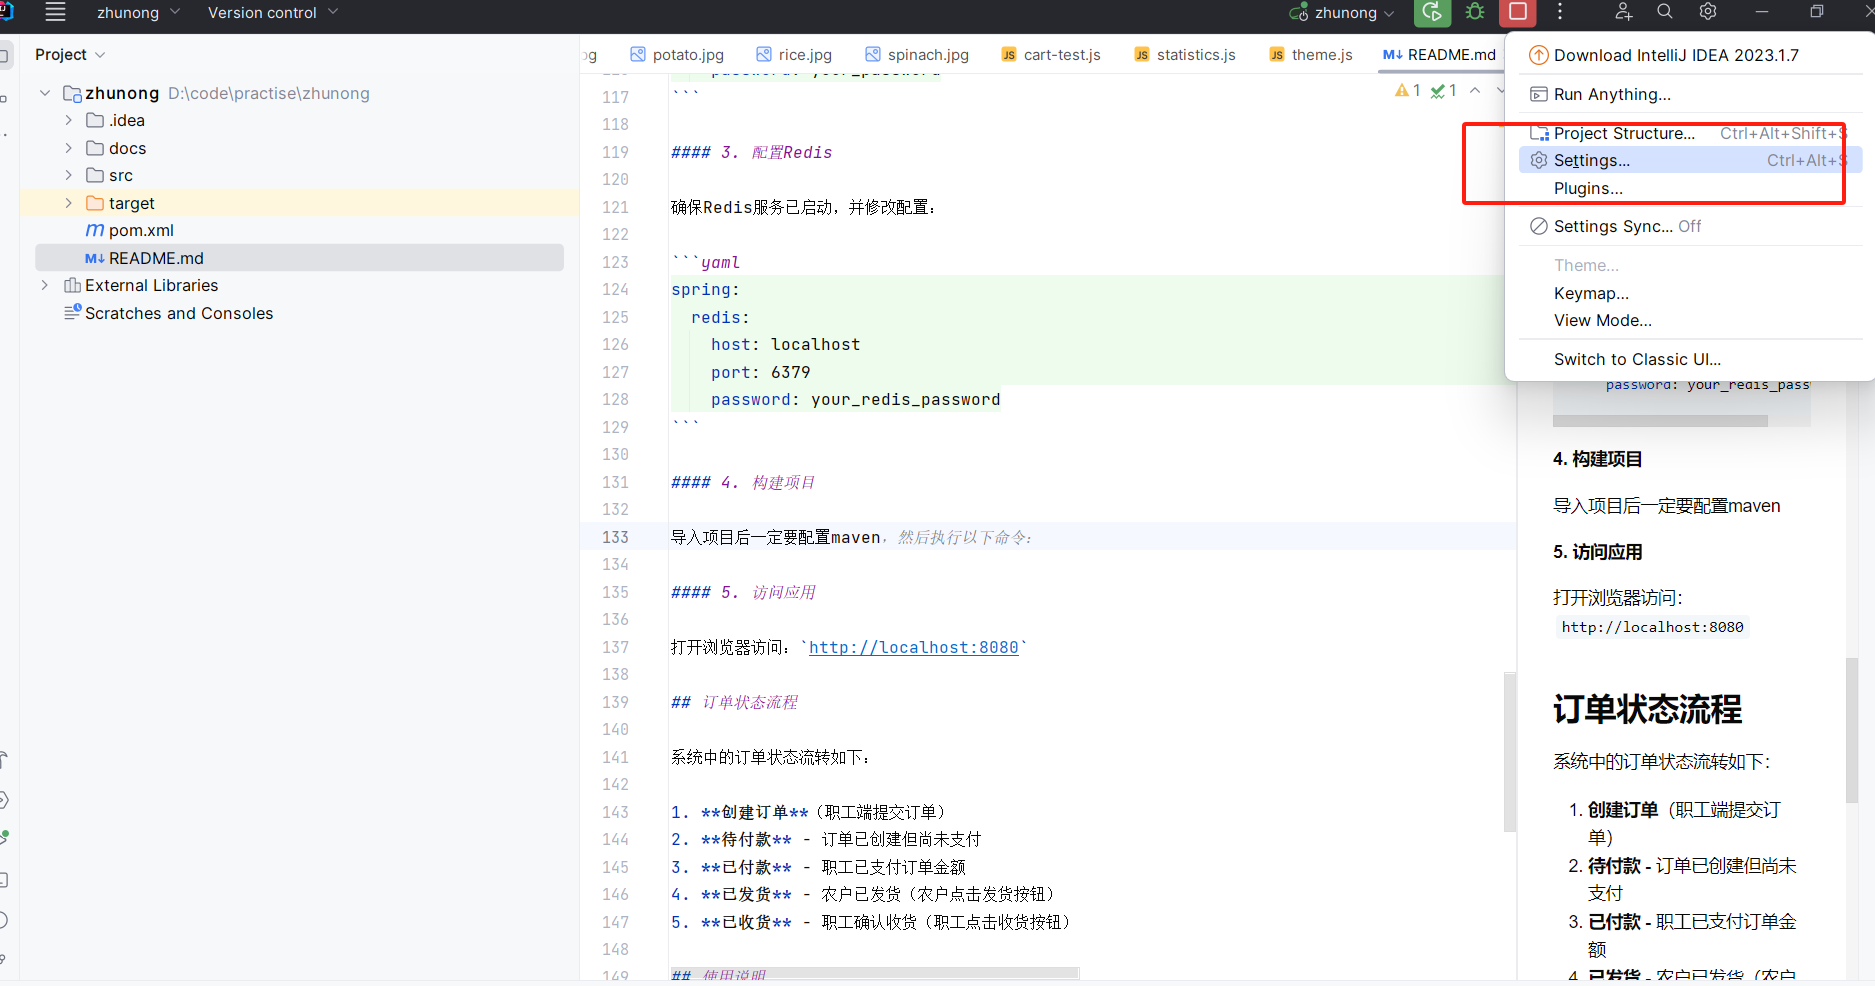 zhunong
Version control
zhunong
Project
potato.jpg
rice.jpg
spinach.jpg
JS cart-test.js
JS statistics.js
JS theme.js
M↓ README.md
zhunong D:\code\practise\zhunong
.idea
docs
src
target
m pom.xml
M↓ README.md
External Libraries
Scratches and Consoles
1 1
117 ```
118
119 #### 3. 配置Redis
120
121 确保Redis服务已启动，并修改配置：
122
123 ```yaml
124 spring:
125 redis:
126 host: localhost
127 port: 6379
128 password: your_redis_password
129 ```
130
131 #### 4. 构建项目
132
133 导入项目后一定要配置maven，然后执行以下命令：
134
135 #### 5. 访问应用
136
137 打开浏览器访问：`http://localhost:8080`
138
139 ## 订单状态流程
140
141 系统中的订单状态流转如下：
142
143 1. **创建订单**（职工端提交订单）
144 2. **待付款** - 订单已创建但尚未支付
145 3. **已付款** - 职工已支付订单金额
146 4. **已发货** - 农户已发货（农户点击发货按钮）
147 5. **已收货** - 职工确认收货（职工点击收货按钮）
148
149 ## 使用说明
Download IntelliJ IDEA 2023.1.7
Run Anything...
Project Structure... Ctrl+Alt+Shift+S
Settings... Ctrl+Alt+S
Plugins...
Settings Sync... Off
Theme...
Keymap...
View Mode...
Switch to Classic UI...
password: your_redis_pass
4. 构建项目
导入项目后一定要配置maven
5. 访问应用
打开浏览器访问：
http://localhost:8080
订单状态流程
系统中的订单状态流转如下：
1. 创建订单（职工端提交订
单）
2. 待付款 - 订单已创建但尚未
支付
3. 已付款 - 职工已支付订单金
额
4. 已发货 - 农户已发货（农户